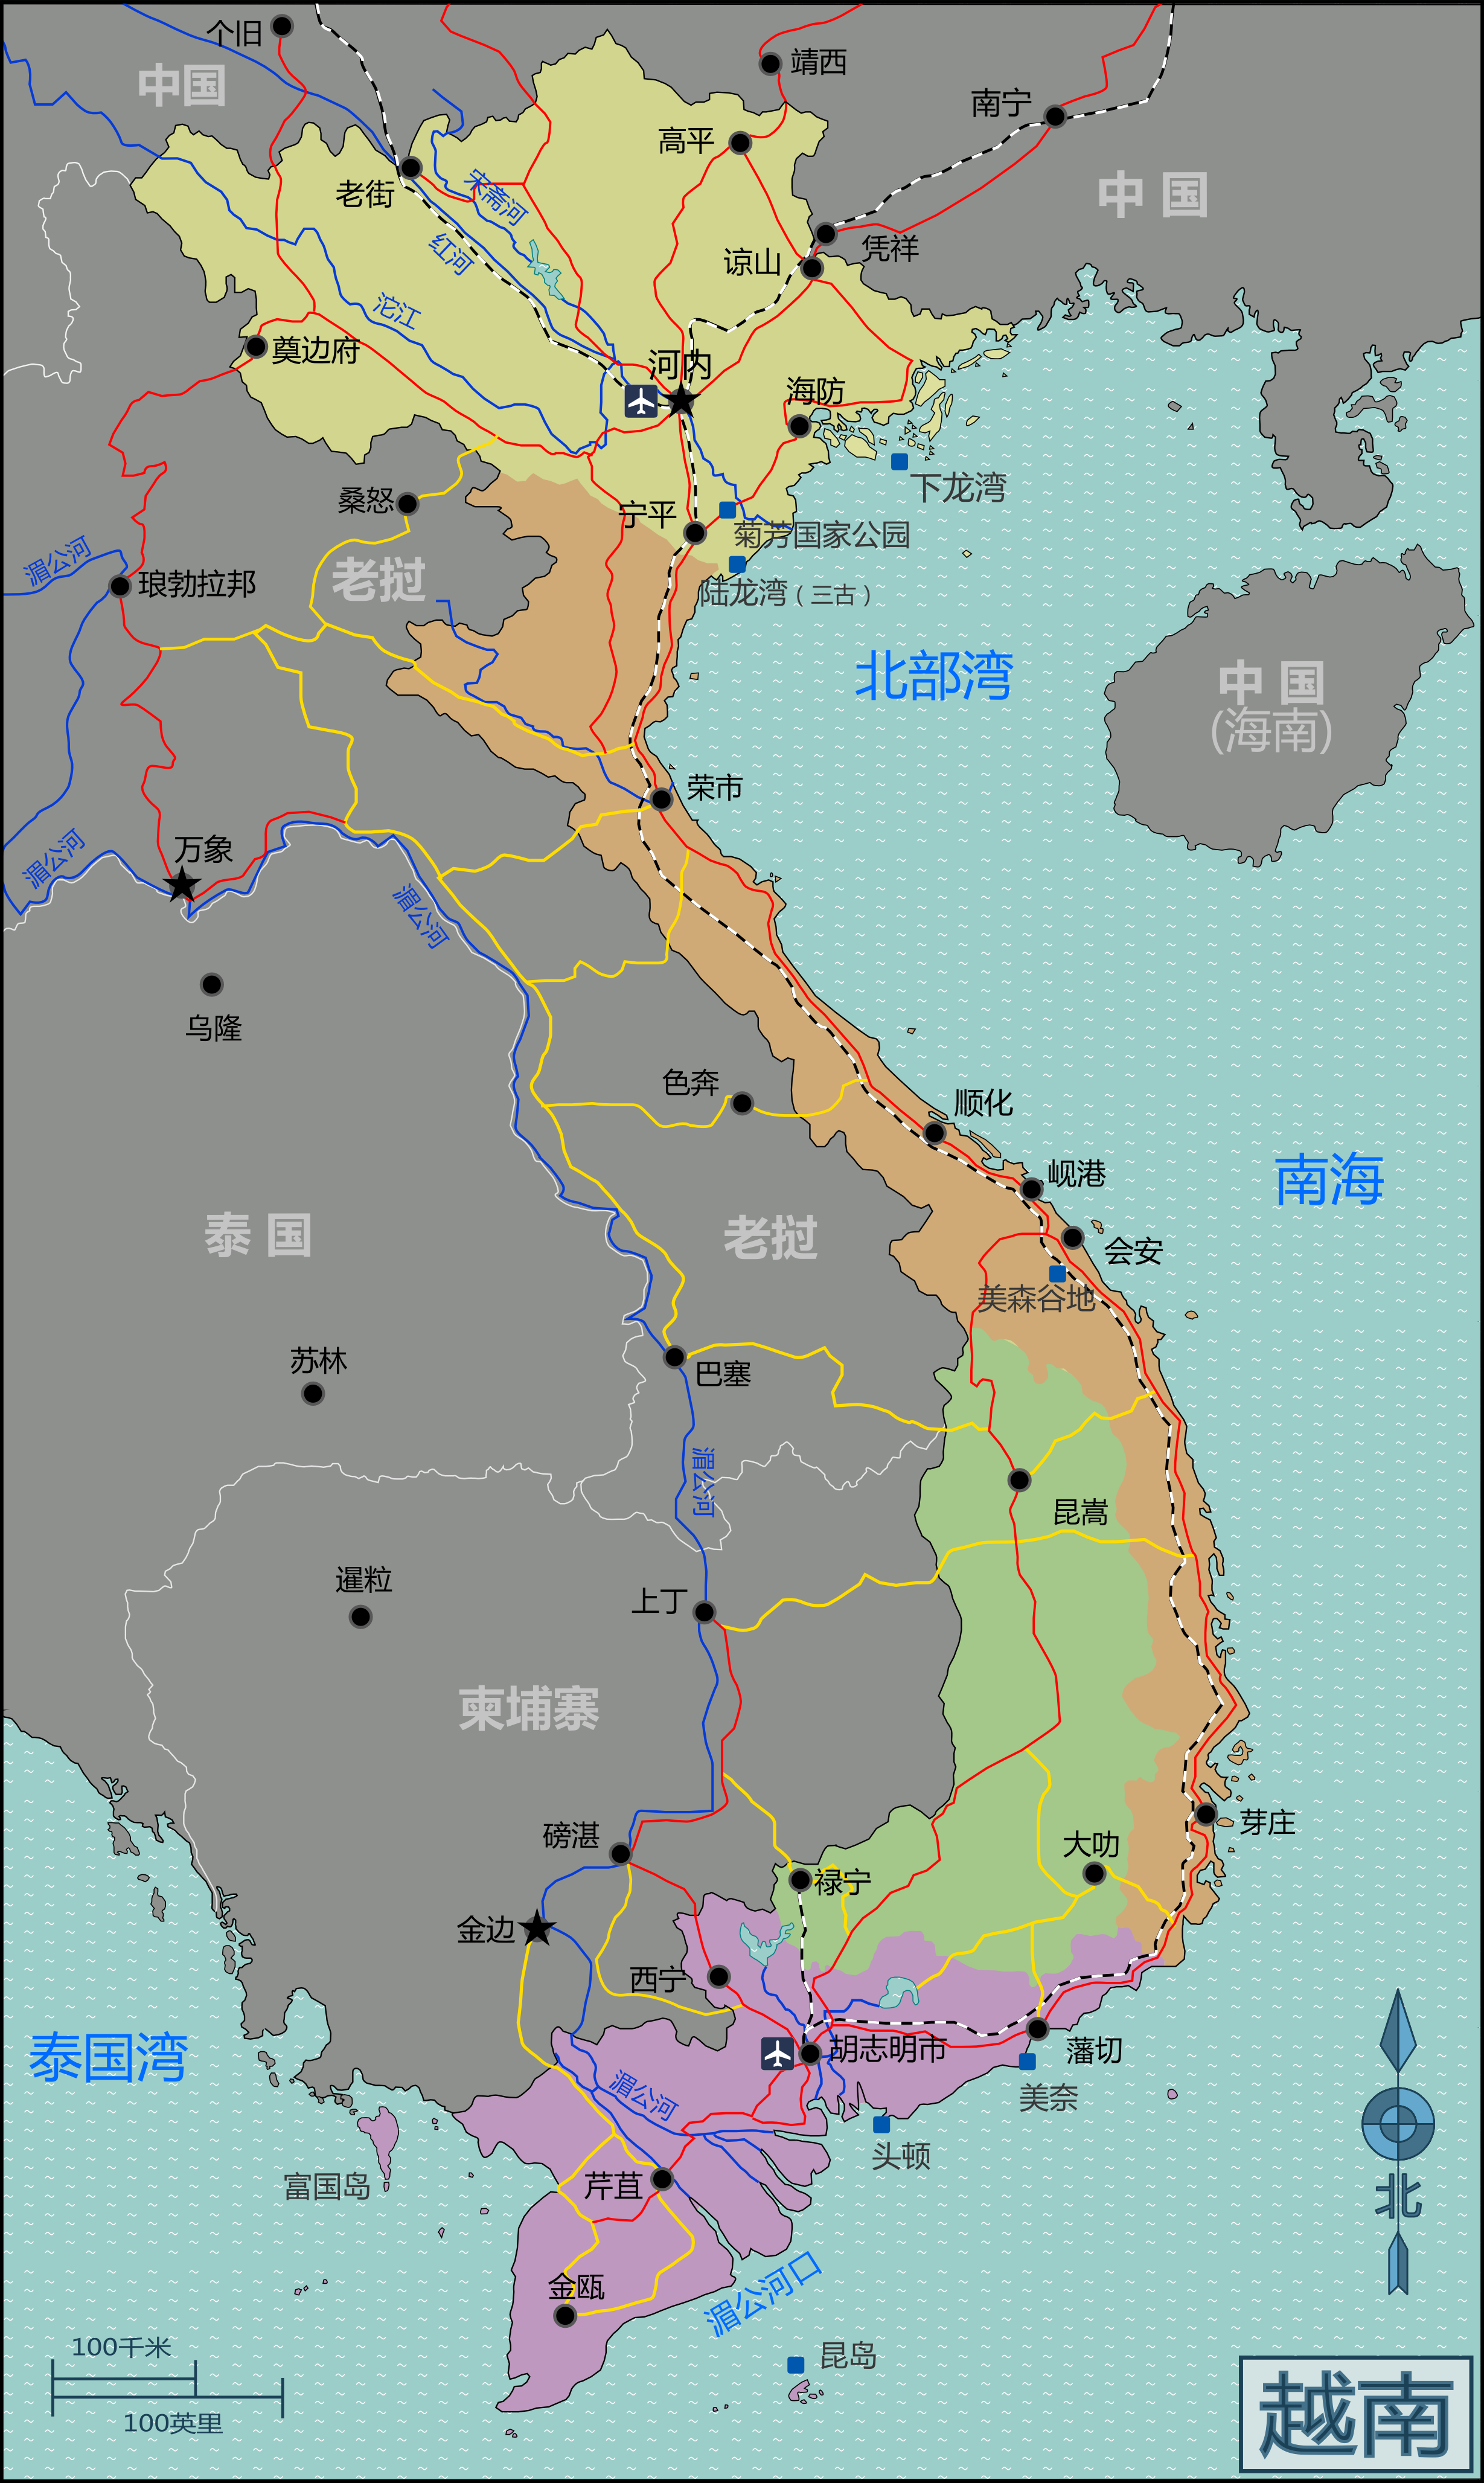 个旧
靖西
中国
南宁
高平
老街
宋斋河
中 国
红河
凭祥
谅山
沱江
奠边府
河内
海防
下龙湾
桑怒
宁平
菊芳国家公园
湄公河
琅勃拉邦
老挝
陆龙湾（三古）
北部湾
中 国
(海南)
荣市
万象
湄公河
湄公河
乌隆
色奔
顺化
岘港
南海
泰 国
老挝
会安
美森谷地
苏林
巴塞
湄公河
昆嵩
暹粒
上丁
柬埔寨
芽庄
磅湛
大叻
禄宁
金边
西宁
泰国湾
胡志明市
藩切
湄公河
美奈
头顿
富国岛
芹苴
北
金瓯
湄公河口
100千米
昆岛
100英里
越南